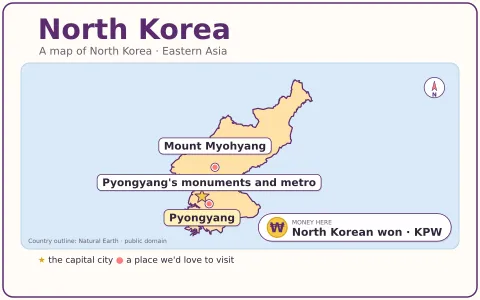 North Korea
A map of North Korea · Eastern Asia
N
Mount Myohyang
Pyongyang's monuments and metro
Pyongyang
MONEY HERE
₩
North Korean won · KPW
Country outline: Natural Earth · public domain
★ the capital city ● a place we'd love to visit